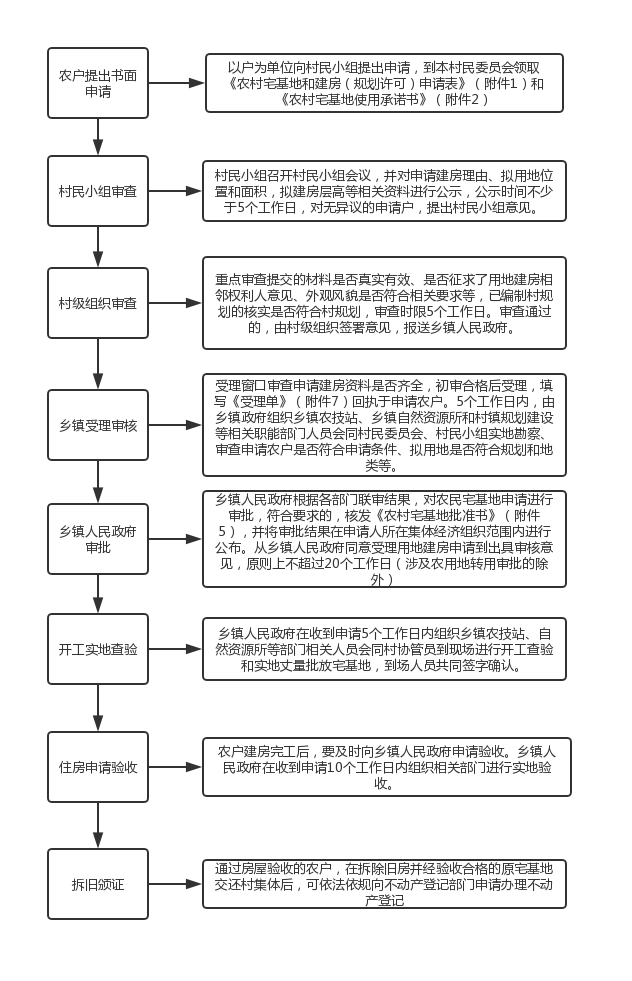 农户提出书面
申请
以户为单位向村民小组提出申请，到本村民委员会领取
《农村宅基地和建房（规划许可）申请表》（附件1）和
《农村宅基地使用承诺书》（附件2）
村民小组审查
村民小组召开村民小组会议，并对申请建房理由、拟用地位
置和面积，拟建房层高等相关资料进行公示，公示时间不少
于5个工作日，对无异议的申请户，提出村民小组意见。
村级组织审查
重点审查提交的材料是否真实有效、是否征求了用地建房相
邻权利人意见、外观风貌是否符合相关要求等，已编制村规
划的核实是否符合村规划，审查时限5个工作日。审查通过
的，由村级组织签署意见，报送乡镇人民政府。
乡镇受理审核
受理窗口审查申请建房资料是否齐全，初审合格后受理，填
写《受理单》（附件7）回执于申请农户。5个工作日内，由
乡镇政府组织乡镇农技站、乡镇自然资源所和村镇规划建设
等相关职能部门人员会同村民委员会、村民小组实地勘察、
审查申请农户是否符合申请条件、拟用地是否符合规划和地
类等。
乡镇人民政府
审批
乡镇人民政府根据各部门联审结果，对农民宅基地申请进行
审批，符合要求的，核发《农村宅基地批准书》（附件
5），并将审批结果在申请人所在集体经济组织范围内进行
公布。从乡镇人民政府同意受理用地建房申请到出具审核意
见，原则上不超过20个工作日（涉及农用地转用审批的除
外）
开工实地查验
乡镇人民政府在收到申请5个工作日内组织乡镇农技站、自
然资源所等部门相关人员会同村协管员到现场进行开工查验
和实地丈量批放宅基地，到场人员共同签字确认。
住房申请验收
农户建房完工后，要及时向乡镇人民政府申请验收。乡镇人
民政府在收到申请10个工作日内组织相关部门进行实地验
收。
拆旧颁证
通过房屋验收的农户，在拆除旧房并经验收合格的原宅基地
交还村集体后，可依法依规向不动产登记部门申请办理不动
产登记